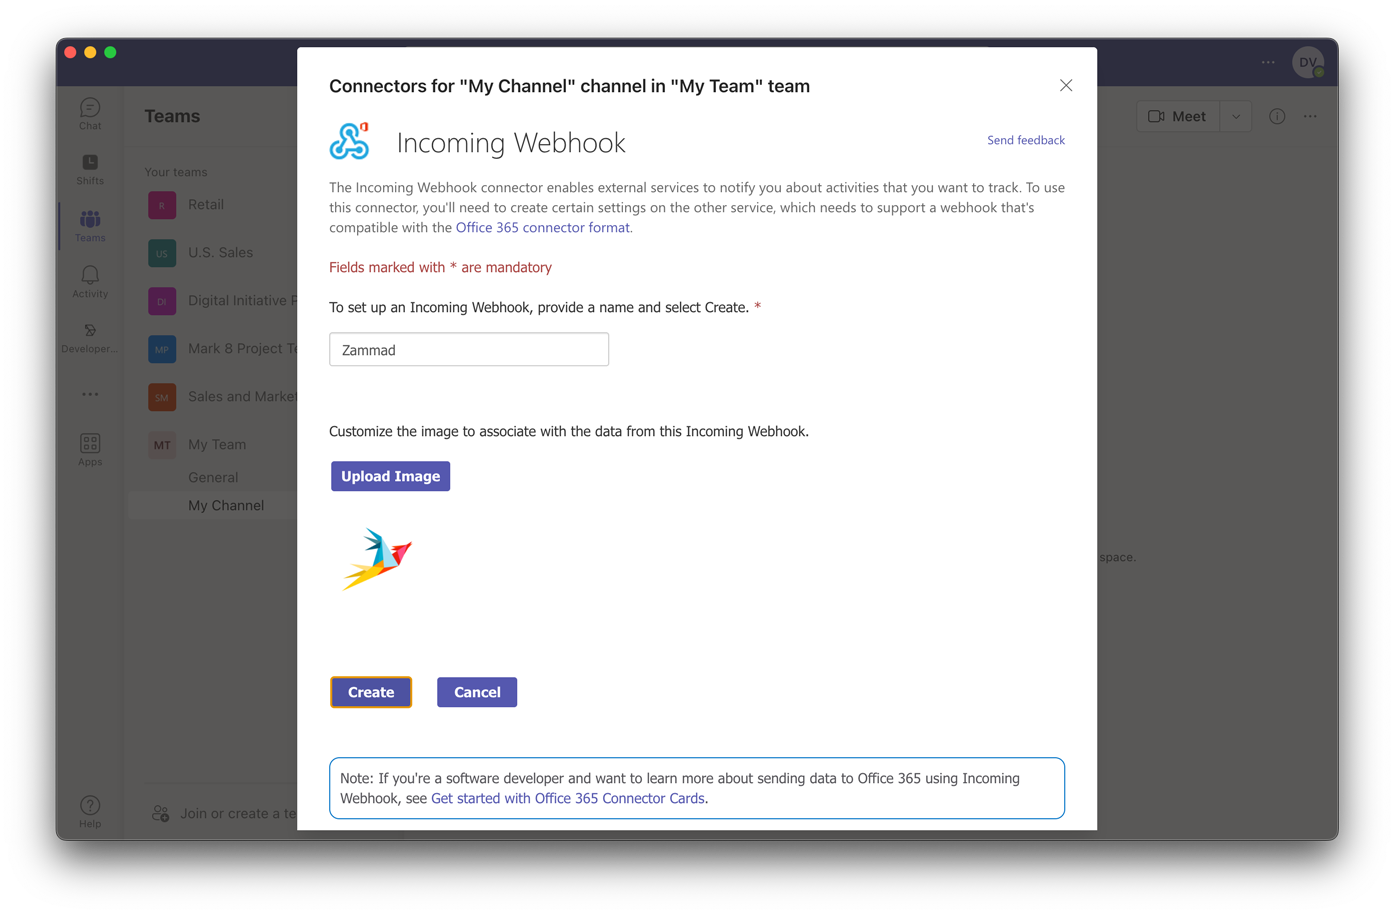 DV
Chat
Shifts
Teams
Activity
Developer...
Apps
Help
Teams
Your teams
R Retail
US U.S. Sales
DI Digital Initiative P
MP Mark 8 Project Te
SM Sales and Market
MT My Team
General
My Channel
Join or create a te
Meet
space.
Connectors for "My Channel" channel in "My Team" team
Incoming Webhook
Send feedback
The Incoming Webhook connector enables external services to notify you about activities that you want to track. To use
this connector, you'll need to create certain settings on the other service, which needs to support a webhook that's
compatible with the Office 365 connector format.
Fields marked with * are mandatory
To set up an Incoming Webhook, provide a name and select Create. *
Zammad
Customize the image to associate with the data from this Incoming Webhook.
Upload Image
Create Cancel
Note: If you're a software developer and want to learn more about sending data to Office 365 using Incoming
Webhook, see Get started with Office 365 Connector Cards.